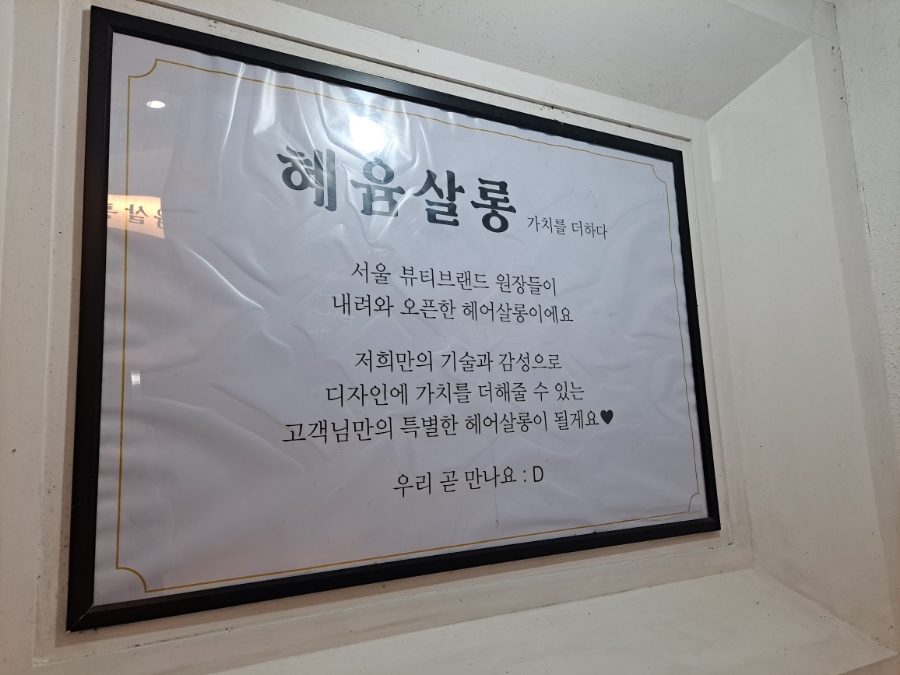 혜윰살롱 가치를 더하다
서울 뷰티브랜드 원장들이
내려와 오픈한 헤어살롱이에요
저희만의 기술과 감성으로
디자인에 가치를 더해줄 수 있는
고객님만의 특별한 헤어살롱이 될게요♥
우리 곧 만나요 : D